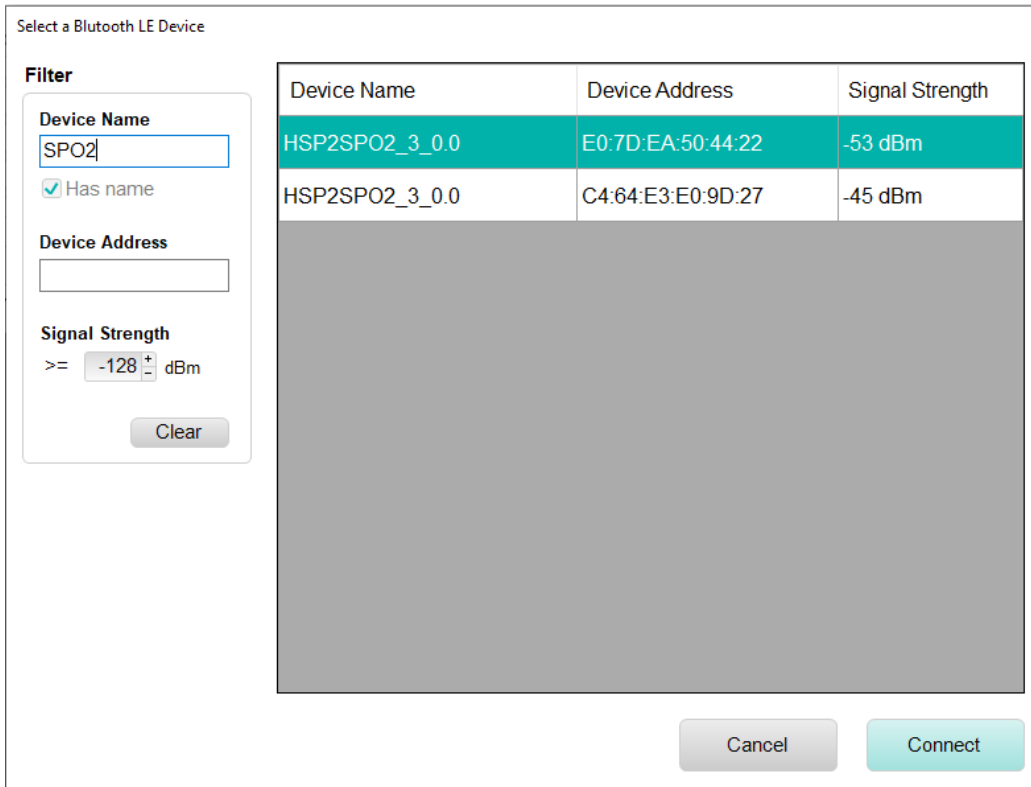 Select a Blutooth LE Device
Filter
Device Name
SPO2
Has name
Device Address
Signal Strength
>= -128 + - dBm
Clear
Device Name Device Address Signal Strength
HSP2SPO2_3_0.0 E0:7D:EA:50:44:22 -53 dBm
HSP2SPO2_3_0.0 C4:64:E3:E0:9D:27 -45 dBm
Cancel Connect